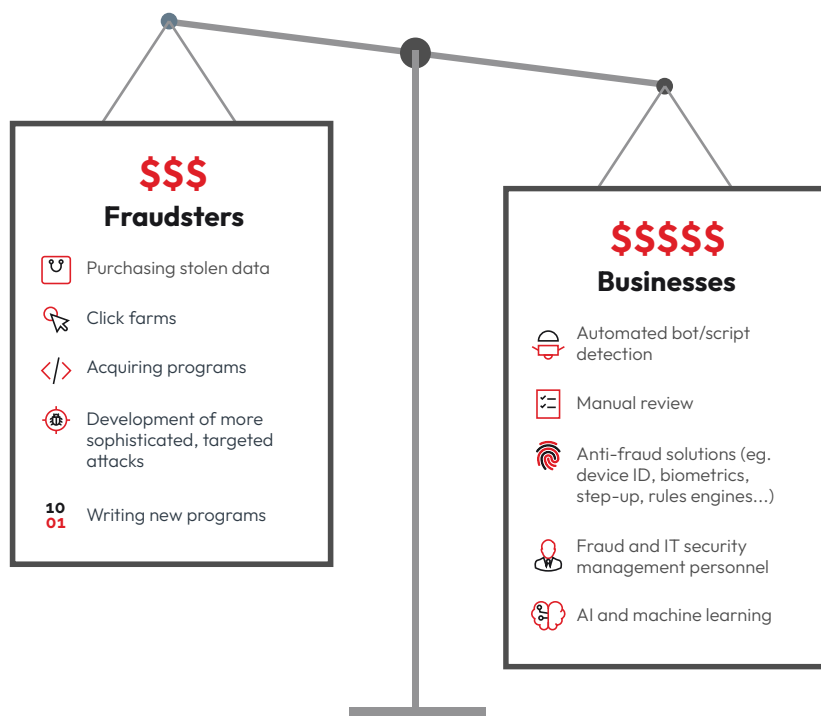 $$$
Fraudsters
Purchasing stolen data
Click farms
Acquiring programs
Development of more
sophisticated, targeted
attacks
10
01
Writing new programs
$$$$$
Businesses
Automated bot/script
detection
Manual review
Anti-fraud solutions (eg.
device ID, biometrics,
step-up, rules engines...)
Fraud and IT security
management personnel
AI and machine learning